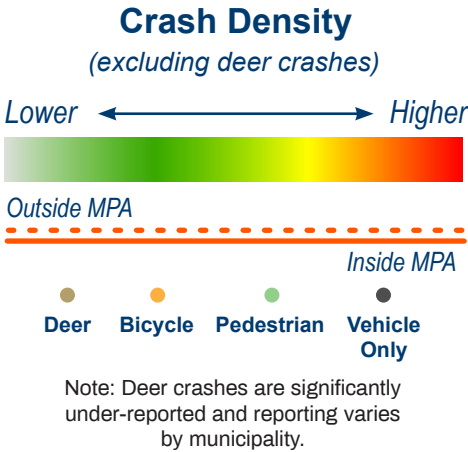 Crash Density
(excluding deer crashes)
Lower Higher
Outside MPA
Inside MPA
Deer Bicycle Pedestrian Vehicle Only
Note: Deer crashes are significantly
under-reported and reporting varies
by municipality.